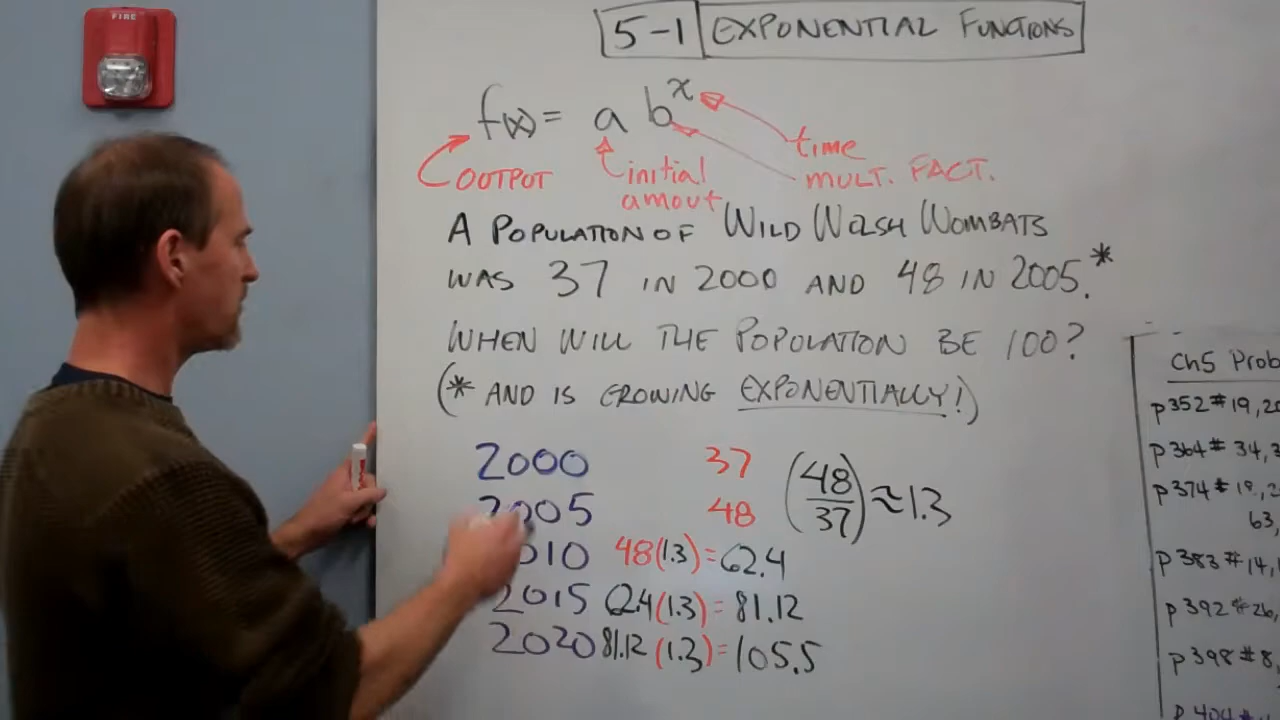 FIRE
5-1 EXPONENTIAL FUNCTIONS
f(x) = a b^x
OUTPUT
initial amout
time
MULT. FACT.
A POPULATION OF WILD WELSH WOMBATS
WAS 37 IN 2000 AND 48 IN 2005.*
WHEN WILL THE POPULATION BE 100?
(* AND IS GROWING EXPONENTIALLY!)
2000 37 (48/37) ≈ 1.3
2005 48
010 48(1.3)=62.4
2015 62.4(1.3)=81.12
2020 81.12(1.3)=105.5
Ch5 Prob
p352 #19, 20
p364 # 34, 3
p374 # 19, 2
63,
p383 #14, 1
p392 # 26,
p398 #8,
p 404 #